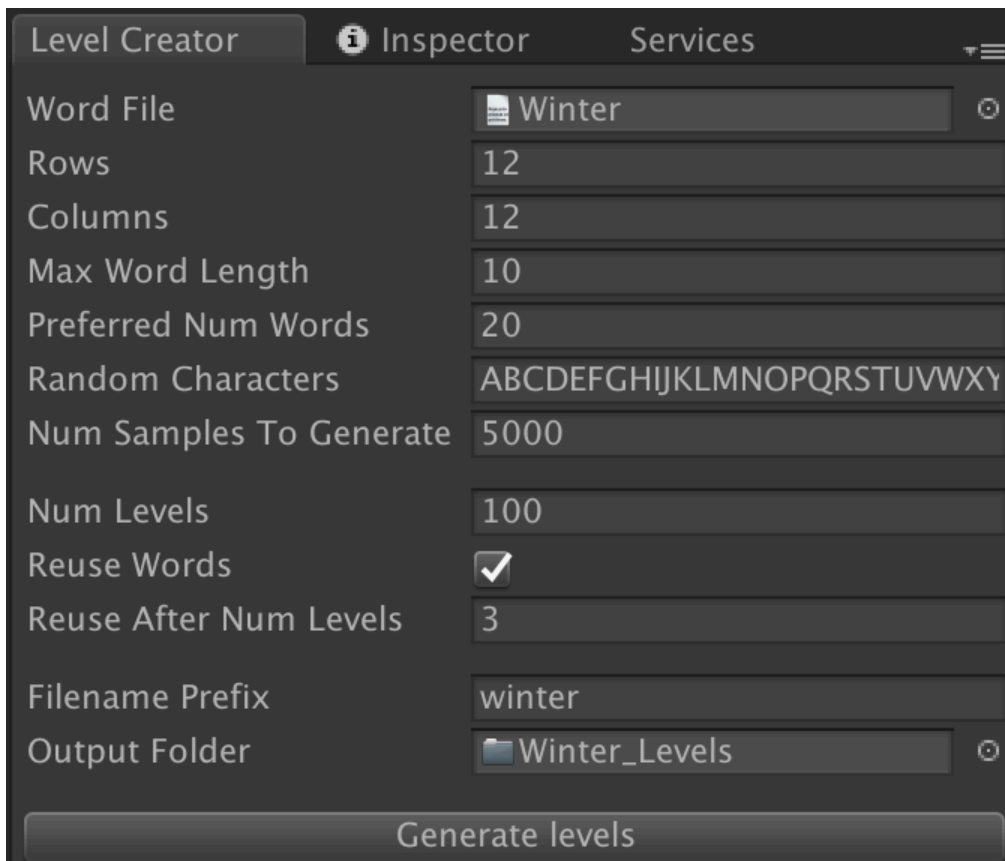 Level Creator Inspector Services
Word File Winter
Rows 12
Columns 12
Max Word Length 10
Preferred Num Words 20
Random Characters ABCDEFGHIJKLMNOPQRSTUVWXY
Num Samples To Generate 5000
Num Levels 100
Reuse Words
Reuse After Num Levels 3
Filename Prefix winter
Output Folder Winter_Levels
Generate levels